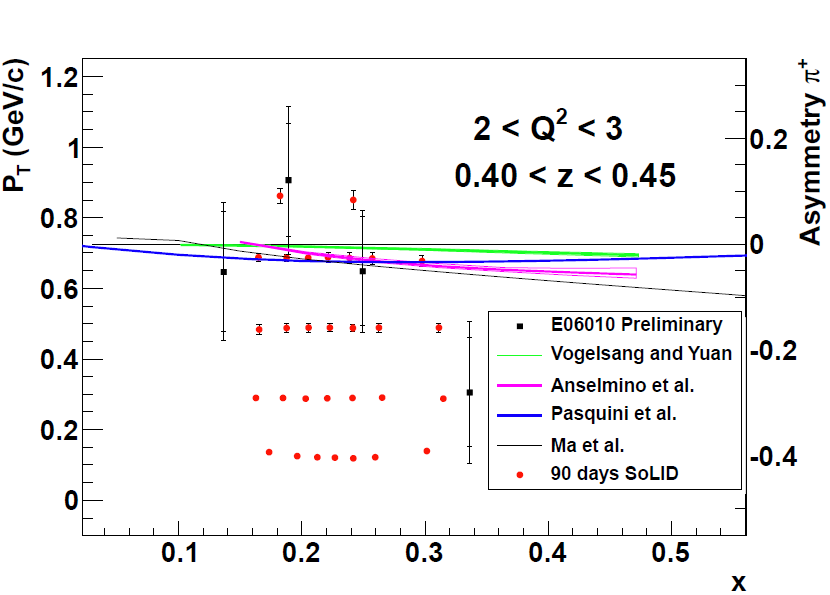 P_T (GeV/c)
1.2
1
0.8
0.6
0.4
0.2
0
2 < Q² < 3
0.40 < z < 0.45
E06010 Preliminary
Vogelsang and Yuan
Anselmino et al.
Pasquini et al.
Ma et al.
90 days SoLID
Asymmetry π⁺
0.2
0
-0.2
-0.4
0.1 0.2 0.3 0.4 0.5
x